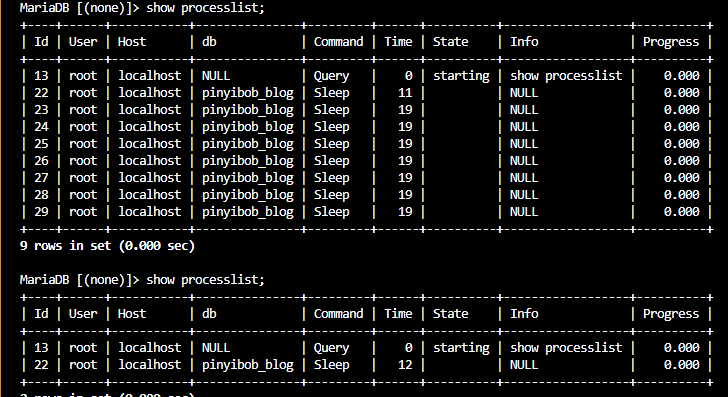 MariaDB [(none)]> show processlist;
+----+------+-----------+---------------+---------+------+----------+------------------+----------+
| Id | User | Host      | db            | Command | Time | State    | Info             | Progress |
+----+------+-----------+---------------+---------+------+----------+------------------+----------+
| 13 | root | localhost | NULL          | Query   |    0 | starting | show processlist |    0.000 |
| 22 | root | localhost | pinyibob_blog | Sleep   |   11 |          | NULL             |    0.000 |
| 23 | root | localhost | pinyibob_blog | Sleep   |   19 |          | NULL             |    0.000 |
| 24 | root | localhost | pinyibob_blog | Sleep   |   19 |          | NULL             |    0.000 |
| 25 | root | localhost | pinyibob_blog | Sleep   |   19 |          | NULL             |    0.000 |
| 26 | root | localhost | pinyibob_blog | Sleep   |   19 |          | NULL             |    0.000 |
| 27 | root | localhost | pinyibob_blog | Sleep   |   19 |          | NULL             |    0.000 |
| 28 | root | localhost | pinyibob_blog | Sleep   |   19 |          | NULL             |    0.000 |
| 29 | root | localhost | pinyibob_blog | Sleep   |   19 |          | NULL             |    0.000 |
+----+------+-----------+---------------+---------+------+----------+------------------+----------+
9 rows in set (0.000 sec)
MariaDB [(none)]> show processlist;
+----+------+-----------+---------------+---------+------+----------+------------------+----------+
| Id | User | Host      | db            | Command | Time | State    | Info             | Progress |
+----+------+-----------+---------------+---------+------+----------+------------------+----------+
| 13 | root | localhost | NULL          | Query   |    0 | starting | show processlist |    0.000 |
| 22 | root | localhost | pinyibob_blog | Sleep   |   12 |          | NULL             |    0.000 |
+----+------+-----------+---------------+---------+------+----------+------------------+----------+